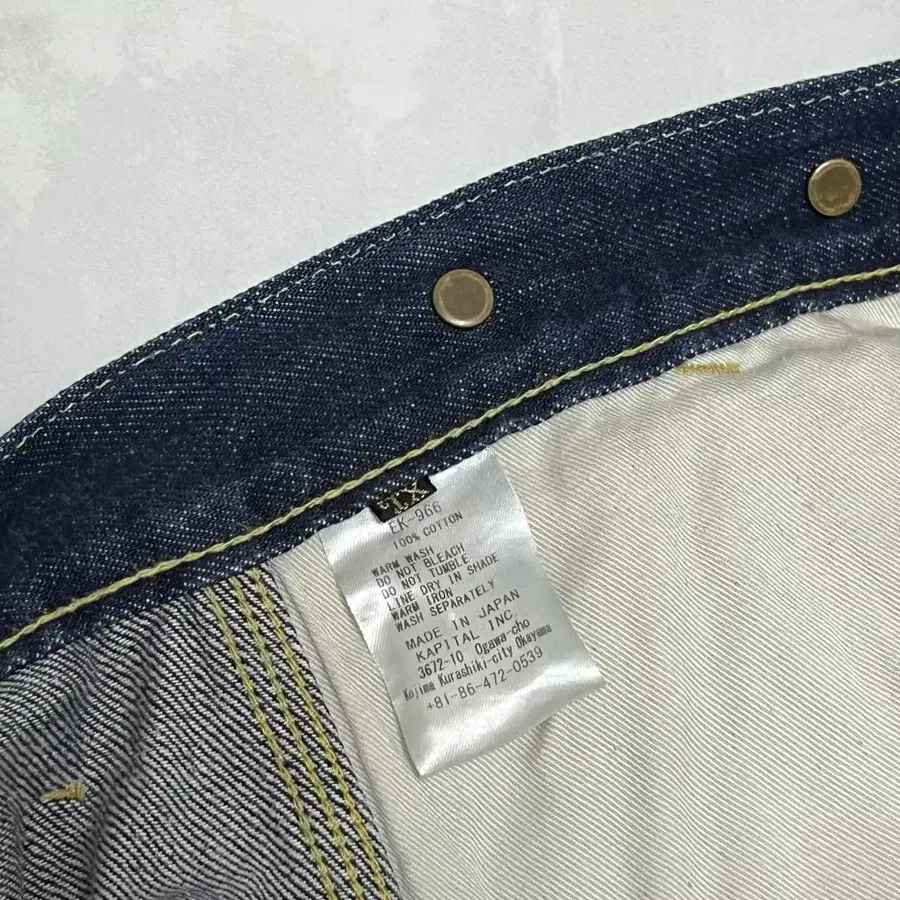 XL
EK-966
100% COTTON
WARM WASH
DO NOT BLEACH
DO NOT TUMBLE
LINE DRY IN SHADE
WARM IRON
WASH SEPARATELY
MADE IN JAPAN
KAPITAL INC.
3672-10 Ogawa-cho
Kojima Kurashiki-city Okayama
+81-86-472-0539